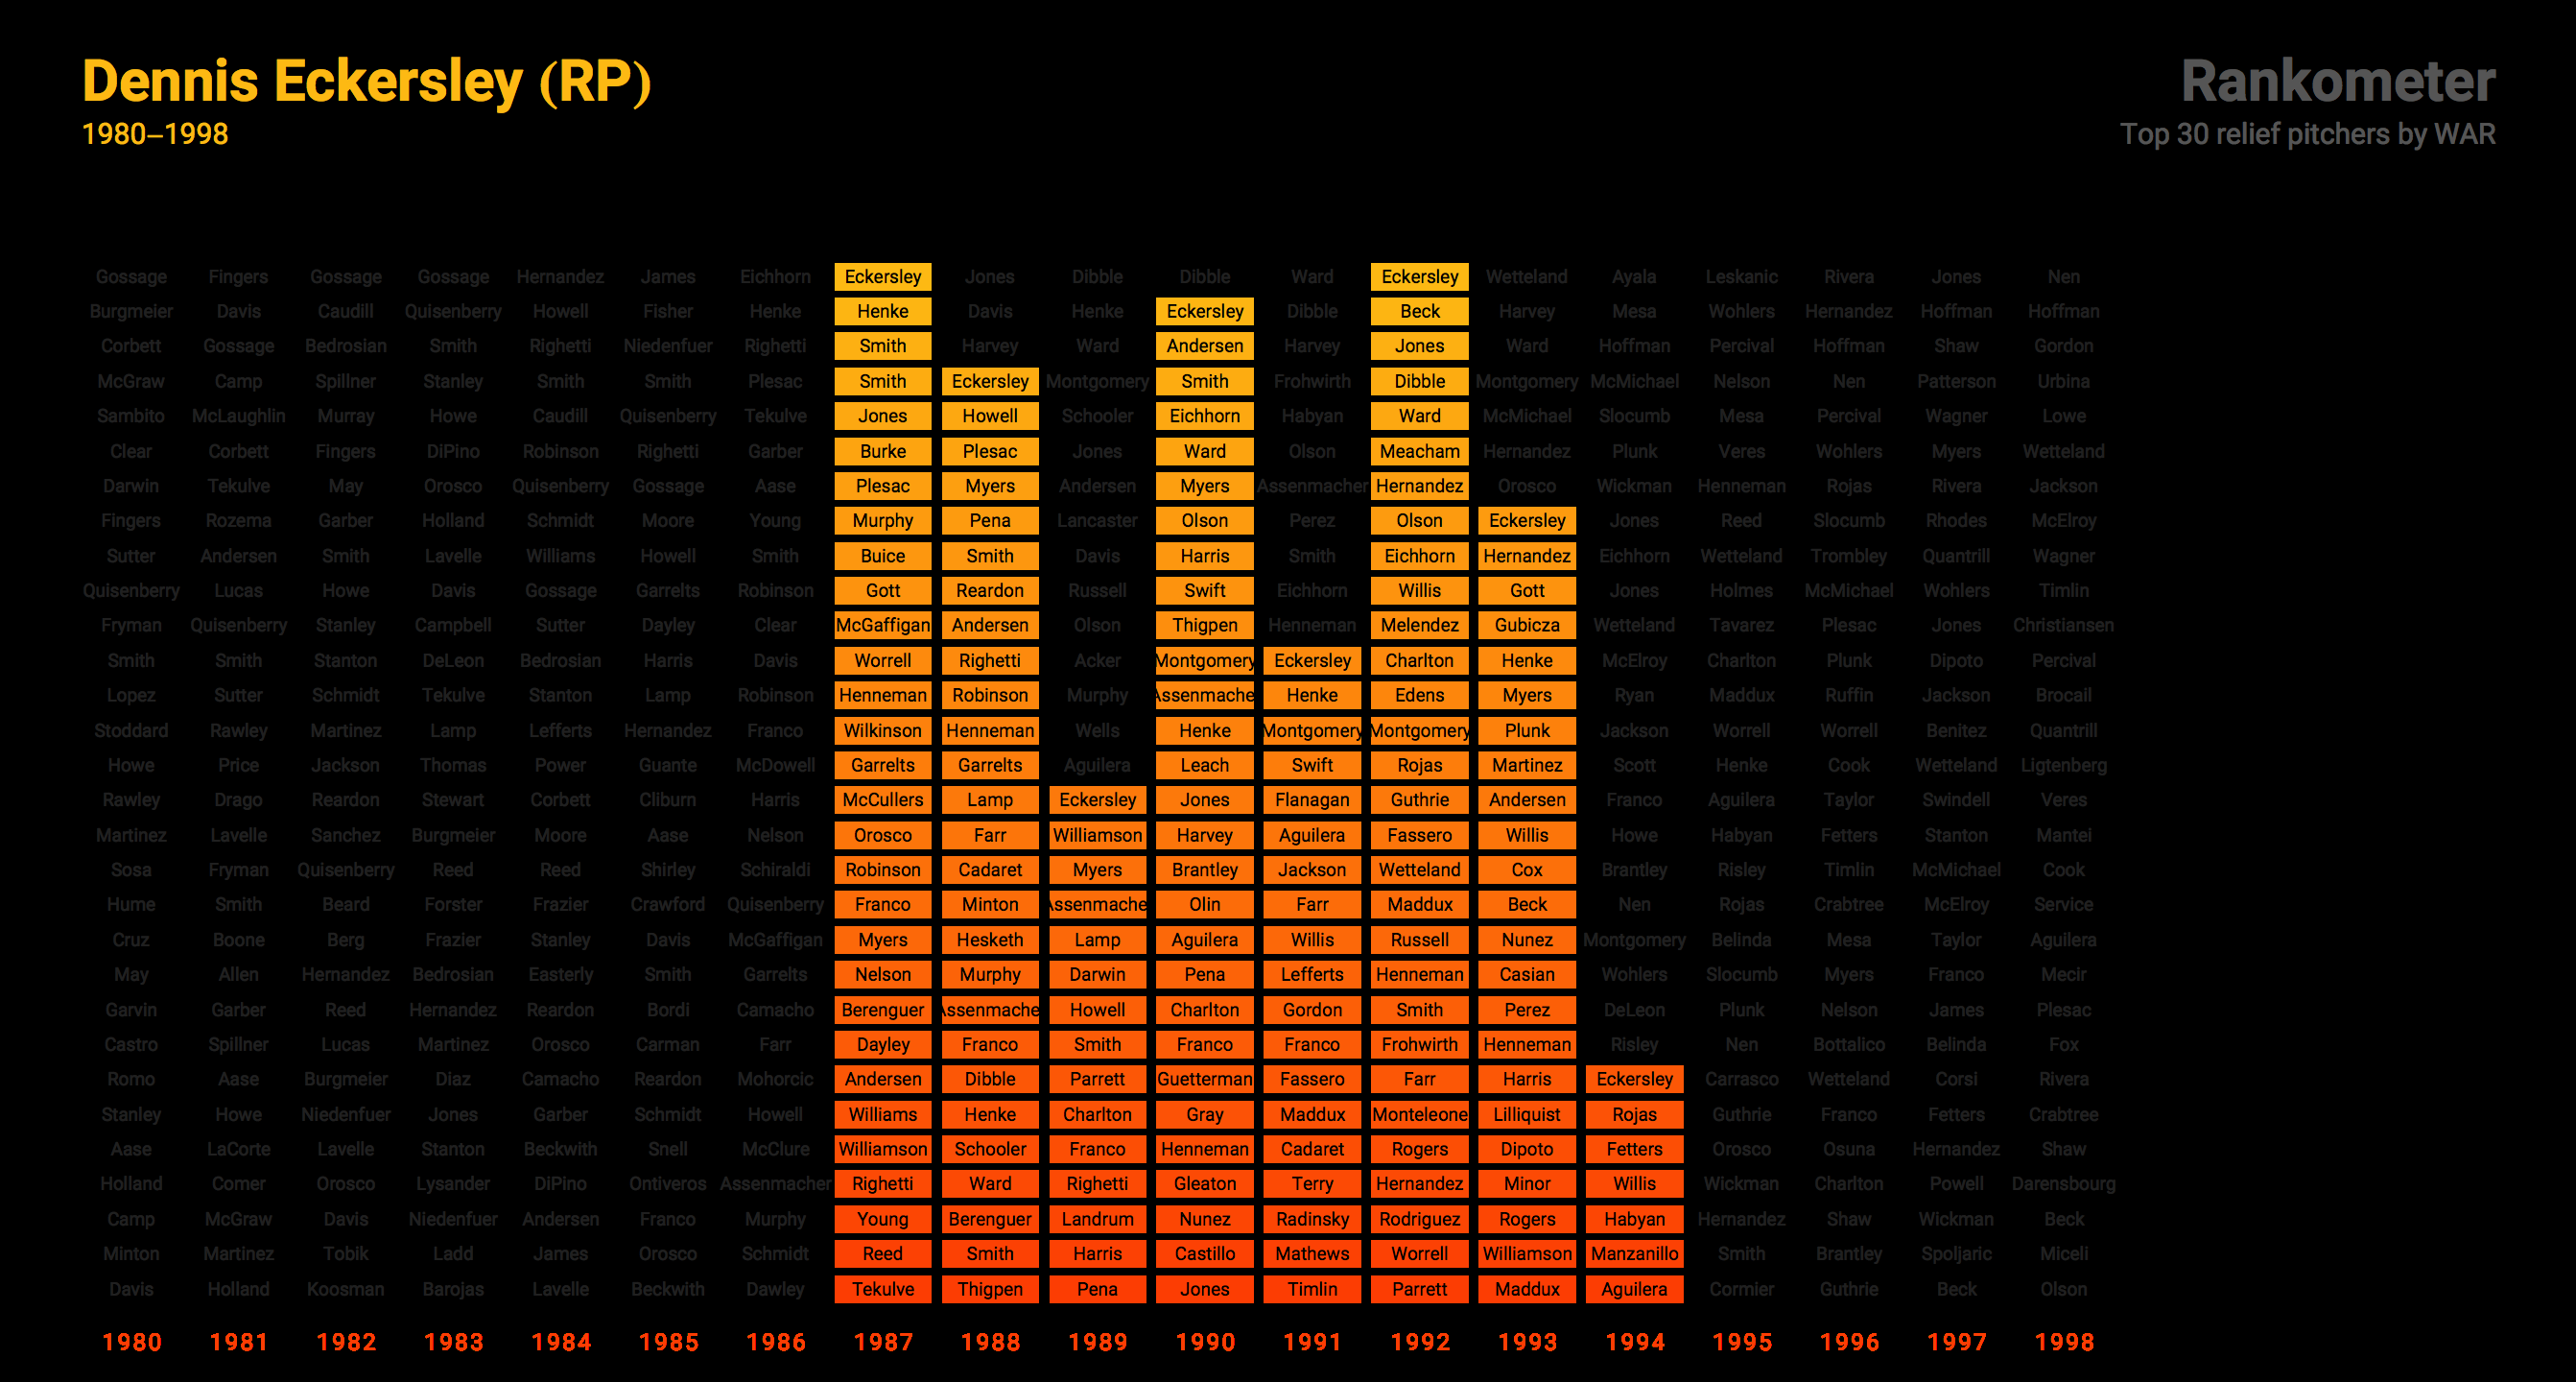 Dennis Eckersley (RP)
Rankometer
1980–1998
Top 30 relief pitchers by WAR
Gossage Fingers Gossage Gossage Hernandez James Eichhorn Eckersley Jones Dibble Dibble Ward Eckersley Wetteland Ayala Leskanic Rivera Jones Nen
Burgmeier Davis Caudill Quisenberry Howell Fisher Henke Henke Davis Henke Eckersley Dibble Beck Harvey Mesa Wohlers Hernandez Hoffman Hoffman
Corbett Gossage Bedrosian Smith Righetti Niedenfuer Righetti Smith Harvey Ward Andersen Harvey Jones Ward Hoffman Percival Hoffman Shaw Gordon
McGraw Camp Spillner Stanley Smith Smith Plesac Smith Eckersley Montgomery Smith Frohwirth Dibble Montgomery McMichael Nelson Nen Patterson Urbina
Sambito McLaughlin Murray Howe Caudill Quisenberry Tekulve Jones Howell Schooler Eichhorn Habyan Ward McMichael Slocumb Mesa Percival Wagner Lowe
Clear Corbett Fingers DiPino Robinson Righetti Garber Burke Plesac Jones Ward Olson Meacham Hernandez Plunk Veres Wohlers Myers Wetteland
Darwin Tekulve May Orosco Quisenberry Gossage Aase Plesac Myers Andersen Myers Assenmacher Hernandez Orosco Wickman Henneman Rojas Rivera Jackson
Fingers Rozema Garber Holland Schmidt Moore Young Murphy Pena Lancaster Olson Perez Olson Eckersley Jones Reed Slocumb Rhodes McElroy
Sutter Andersen Smith Lavelle Williams Howell Smith Buice Smith Davis Harris Smith Eichhorn Hernandez Eichhorn Wetteland Trombley Quantrill Wagner
Quisenberry Lucas Howe Davis Gossage Garrelts Robinson Gott Reardon Russell Swift Eichhorn Willis Gott Jones Holmes McMichael Wohlers Timlin
Fryman Quisenberry Stanley Campbell Sutter Dayley Clear McGaffigan Andersen Olson Thigpen Henneman Melendez Gubicza Wetteland Tavarez Plesac Jones Christiansen
Smith Smith Stanton DeLeon Bedrosian Harris Davis Worrell Righetti Acker Montgomery Eckersley Charlton Henke McElroy Charlton Plunk Dipoto Percival
Lopez Sutter Schmidt Tekulve Stanton Lamp Robinson Henneman Robinson Murphy Assenmache Henke Edens Myers Ryan Maddux Ruffin Jackson Brocail
Stoddard Rawley Martinez Lamp Lefferts Hernandez Franco Wilkinson Henneman Wells Henke Montgomery Montgomery Plunk Jackson Worrell Worrell Benitez Quantrill
Howe Price Jackson Thomas Power Guante McDowell Garrelts Garrelts Aguilera Leach Swift Rojas Martinez Scott Henke Cook Wetteland Ligtenberg
Rawley Drago Reardon Stewart Corbett Cliburn Harris McCullers Lamp Eckersley Jones Flanagan Guthrie Andersen Franco Aguilera Taylor Swindell Veres
Martinez Lavelle Sanchez Burgmeier Moore Aase Nelson Orosco Farr Williamson Harvey Aguilera Fassero Willis Howe Habyan Fetters Stanton Mantei
Sosa Fryman Quisenberry Reed Reed Shirley Schiraldi Robinson Cadaret Myers Brantley Jackson Wetteland Cox Brantley Risley Timlin McMichael Cook
Hume Smith Beard Forster Frazier Crawford Quisenberry Franco Minton Assenmache Olin Farr Maddux Beck Nen Rojas Crabtree McElroy Service
Cruz Boone Berg Frazier Stanley Davis McGaffigan Myers Hesketh Lamp Aguilera Willis Russell Nunez Montgomery Belinda Mesa Taylor Aguilera
May Allen Hernandez Bedrosian Easterly Smith Garrelts Nelson Murphy Darwin Pena Lefferts Henneman Casian Wohlers Slocumb Myers Franco Mecir
Garvin Garber Reed Hernandez Reardon Bordi Camacho Berenguer Assenmache Howell Charlton Gordon Smith Perez DeLeon Plunk Nelson James Plesac
Castro Spillner Lucas Martinez Orosco Carman Farr Dayley Franco Smith Franco Franco Frohwirth Henneman Risley Nen Bottalico Belinda Fox
Romo Aase Burgmeier Diaz Camacho Reardon Mohorcic Andersen Dibble Parrett Guetterman Fassero Farr Harris Eckersley Carrasco Wetteland Corsi Rivera
Stanley Howe Niedenfuer Jones Garber Schmidt Howell Williams Henke Charlton Gray Maddux Monteleone Lilliquist Rojas Guthrie Franco Fetters Crabtree
Aase LaCorte Lavelle Stanton Beckwith Snell McClure Williamson Schooler Franco Henneman Cadaret Rogers Dipoto Fetters Orosco Osuna Hernandez Shaw
Holland Comer Orosco Lysander DiPino Ontiveros Assenmacher Righetti Ward Righetti Gleaton Terry Hernandez Minor Willis Wickman Charlton Powell Darensbourg
Camp McGraw Davis Niedenfuer Andersen Franco Murphy Young Berenguer Landrum Nunez Radinsky Rodriguez Rogers Habyan Hernandez Shaw Wickman Beck
Minton Martinez Tobik Ladd James Orosco Schmidt Reed Smith Harris Castillo Mathews Worrell Williamson Manzanillo Smith Brantley Spoljaric Miceli
Davis Holland Koosman Barojas Lavelle Beckwith Dawley Tekulve Thigpen Pena Jones Timlin Parrett Maddux Aguilera Cormier Guthrie Beck Olson
1980 1981 1982 1983 1984 1985 1986 1987 1988 1989 1990 1991 1992 1993 1994 1995 1996 1997 1998